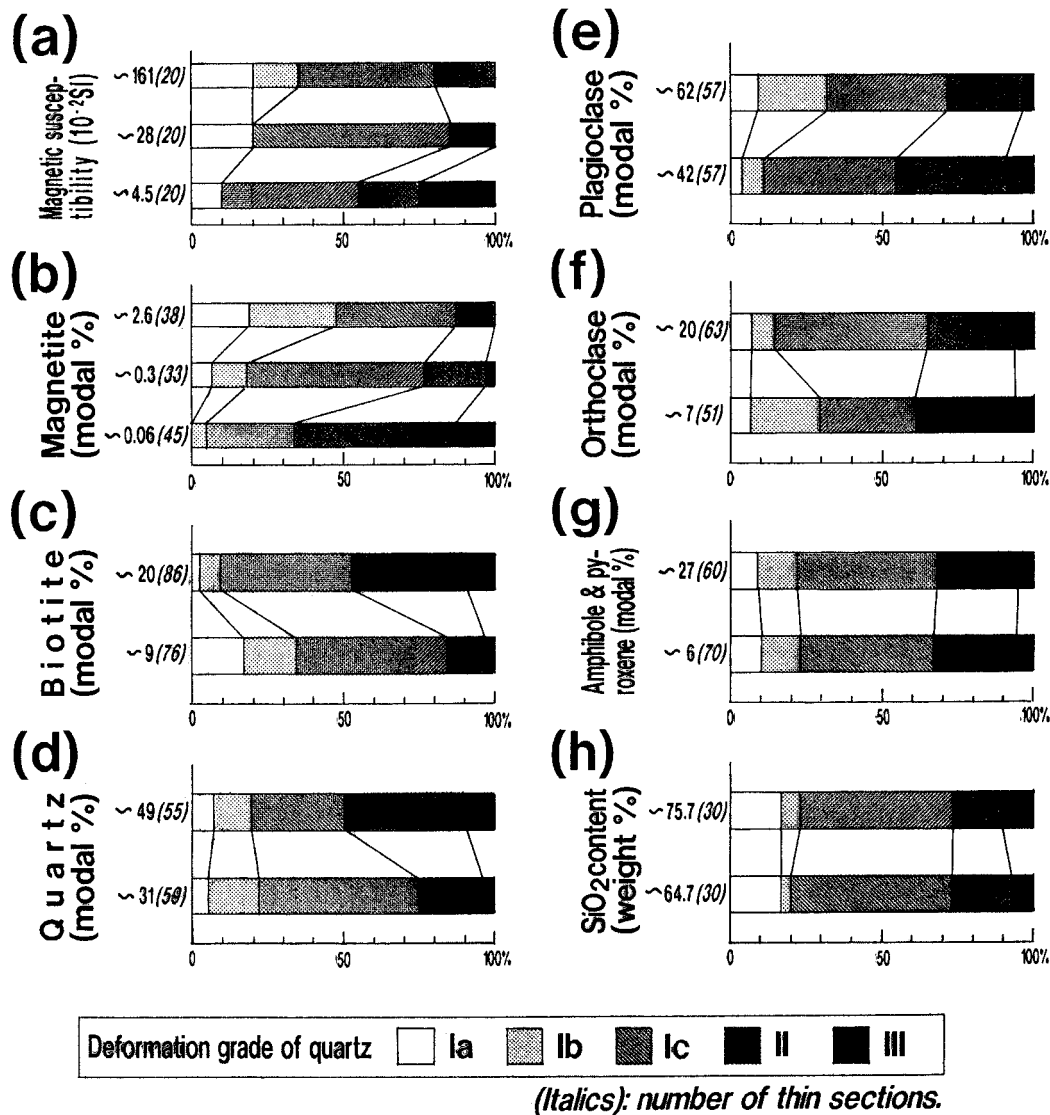 (a)
Magnetic suscep-
tibility (10⁻²SI)
~ 161 (20)
~ 28 (20)
~ 4.5 (20)
0 50 100%
(b)
Magnetite
(modal %)
~ 2.6 (38)
~ 0.3 (33)
~ 0.06 (45)
0 50 100%
(c)
Biotite
(modal %)
~ 20 (86)
~ 9 (76)
0 50 100%
(d)
Quartz
(modal %)
~ 49 (55)
~ 31 (59)
0 50 100%
(e)
Plagioclase
(modal %)
~ 62 (57)
~ 42 (57)
0 50 100%
(f)
Orthoclase
(modal %)
~ 20 (63)
~ 7 (51)
0 50 100%
(g)
Amphibole & py-
roxene (modal %)
~ 27 (60)
~ 6 (70)
0 50 100%
(h)
SiO₂ content
(weight %)
~ 75.7 (30)
~ 64.7 (30)
0 50 100%
Deformation grade of quartz Ia Ib Ic II III
(Italics): number of thin sections.